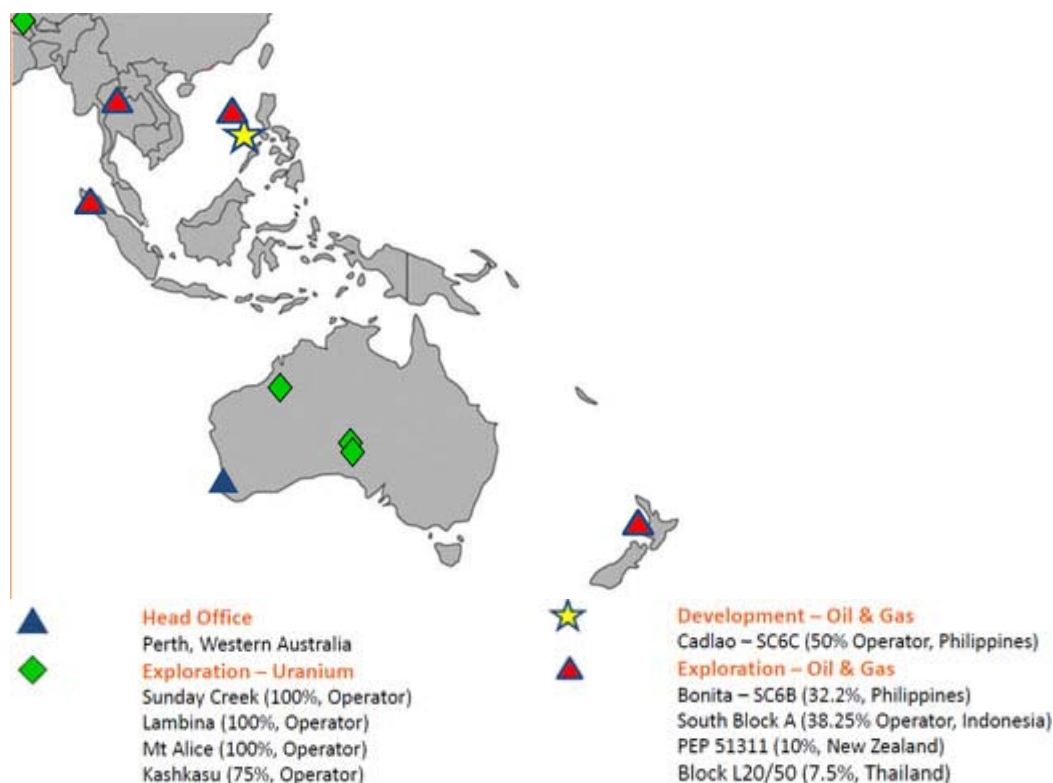 Head Office
Perth, Western Australia
Exploration – Uranium
Sunday Creek (100%, Operator)
Lambina (100%, Operator)
Mt Alice (100%, Operator)
Kashkasu (75%, Operator)
Development – Oil & Gas
Cadlao – SC6C (50% Operator, Philippines)
Exploration – Oil & Gas
Bonita – SC6B (32.2%, Philippines)
South Block A (38.25% Operator, Indonesia)
PEP 51311 (10%, New Zealand)
Block L20/50 (7.5%, Thailand)